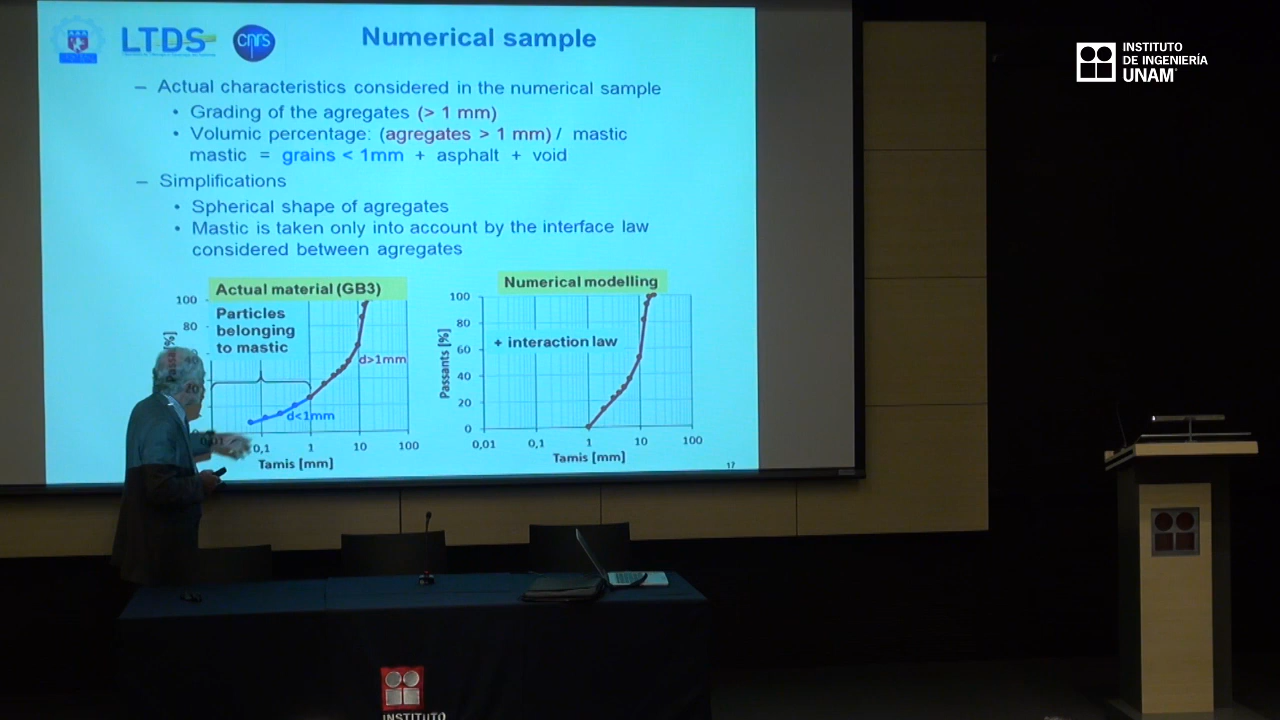 LTDS
cnrs
Numerical sample
INSTITUTO
DE INGENIERÍA
UNAM
– Actual characteristics considered in the numerical sample
• Grading of the agregates (> 1 mm)
• Volumic percentage: (agregates > 1 mm) / mastic
mastic = grains < 1mm + asphalt + void
– Simplifications
• Spherical shape of agregates
• Mastic is taken only into account by the interface law
considered between agregates
Actual material (GB3)
100
80
40
20
0,1
1
10
100
Particles
belonging
to mastic
d>1mm
d<1mm
Tamis [mm]
Numerical modelling
100
80
60
40
20
0
Passants [%]
+ interaction law
0,01
0,1
1
10
100
Tamis [mm]
17
INSTITUTO